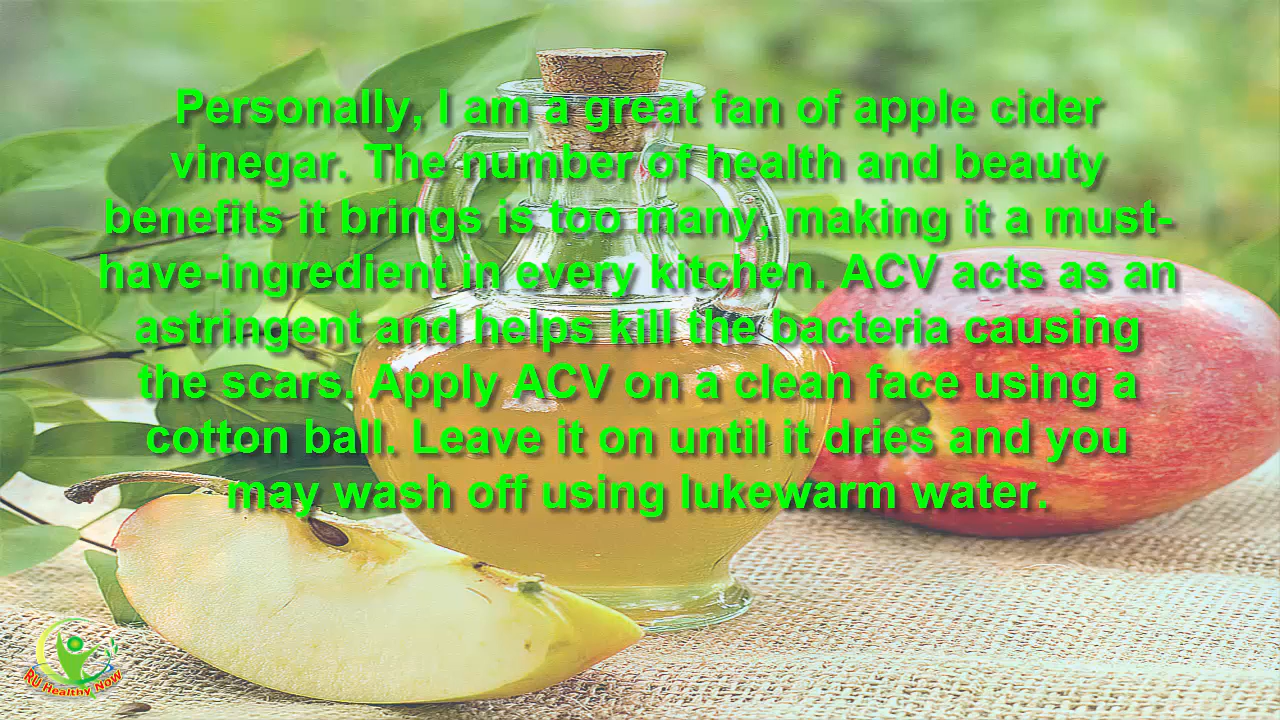 Personally, I am a great fan of apple cider
vinegar. The number of health and beauty
benefits it brings is too many, making it a must-
have-ingredient in every kitchen. ACV acts as an
astringent and helps kill the bacteria causing
the scars. Apply ACV on a clean face using a
cotton ball. Leave it on until it dries and you
may wash off using lukewarm water.
RU Healthy NoW